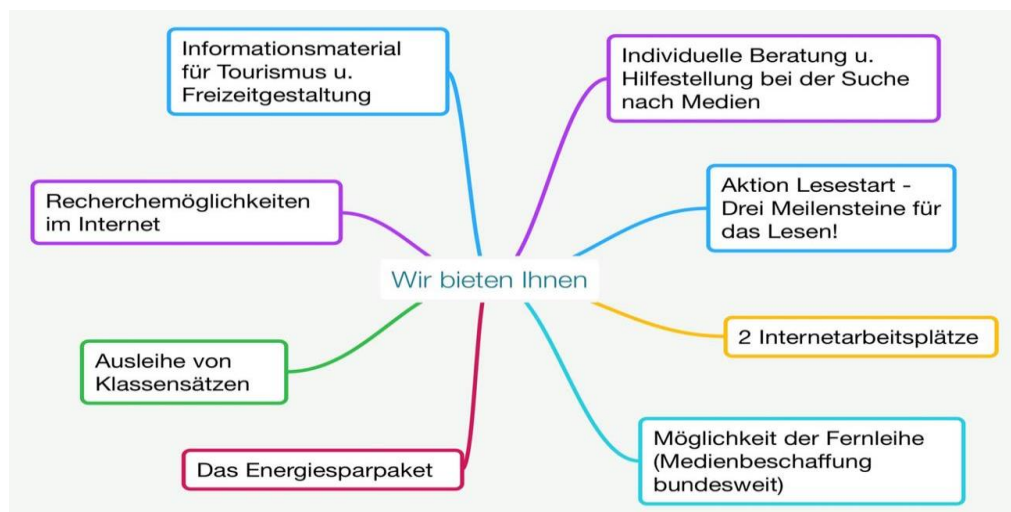 Informationsmaterial
für Tourismus u.
Freizeitgestaltung
Individuelle Beratung u.
Hilfestellung bei der Suche
nach Medien
Recherchemöglichkeiten
im Internet
Aktion Lesestart -
Drei Meilensteine für
das Lesen!
Wir bieten Ihnen
2 Internetarbeitsplätze
Ausleihe von
Klassensätzen
Das Energiesparpaket
Möglichkeit der Fernleihe
(Medienbeschaffung
bundesweit)